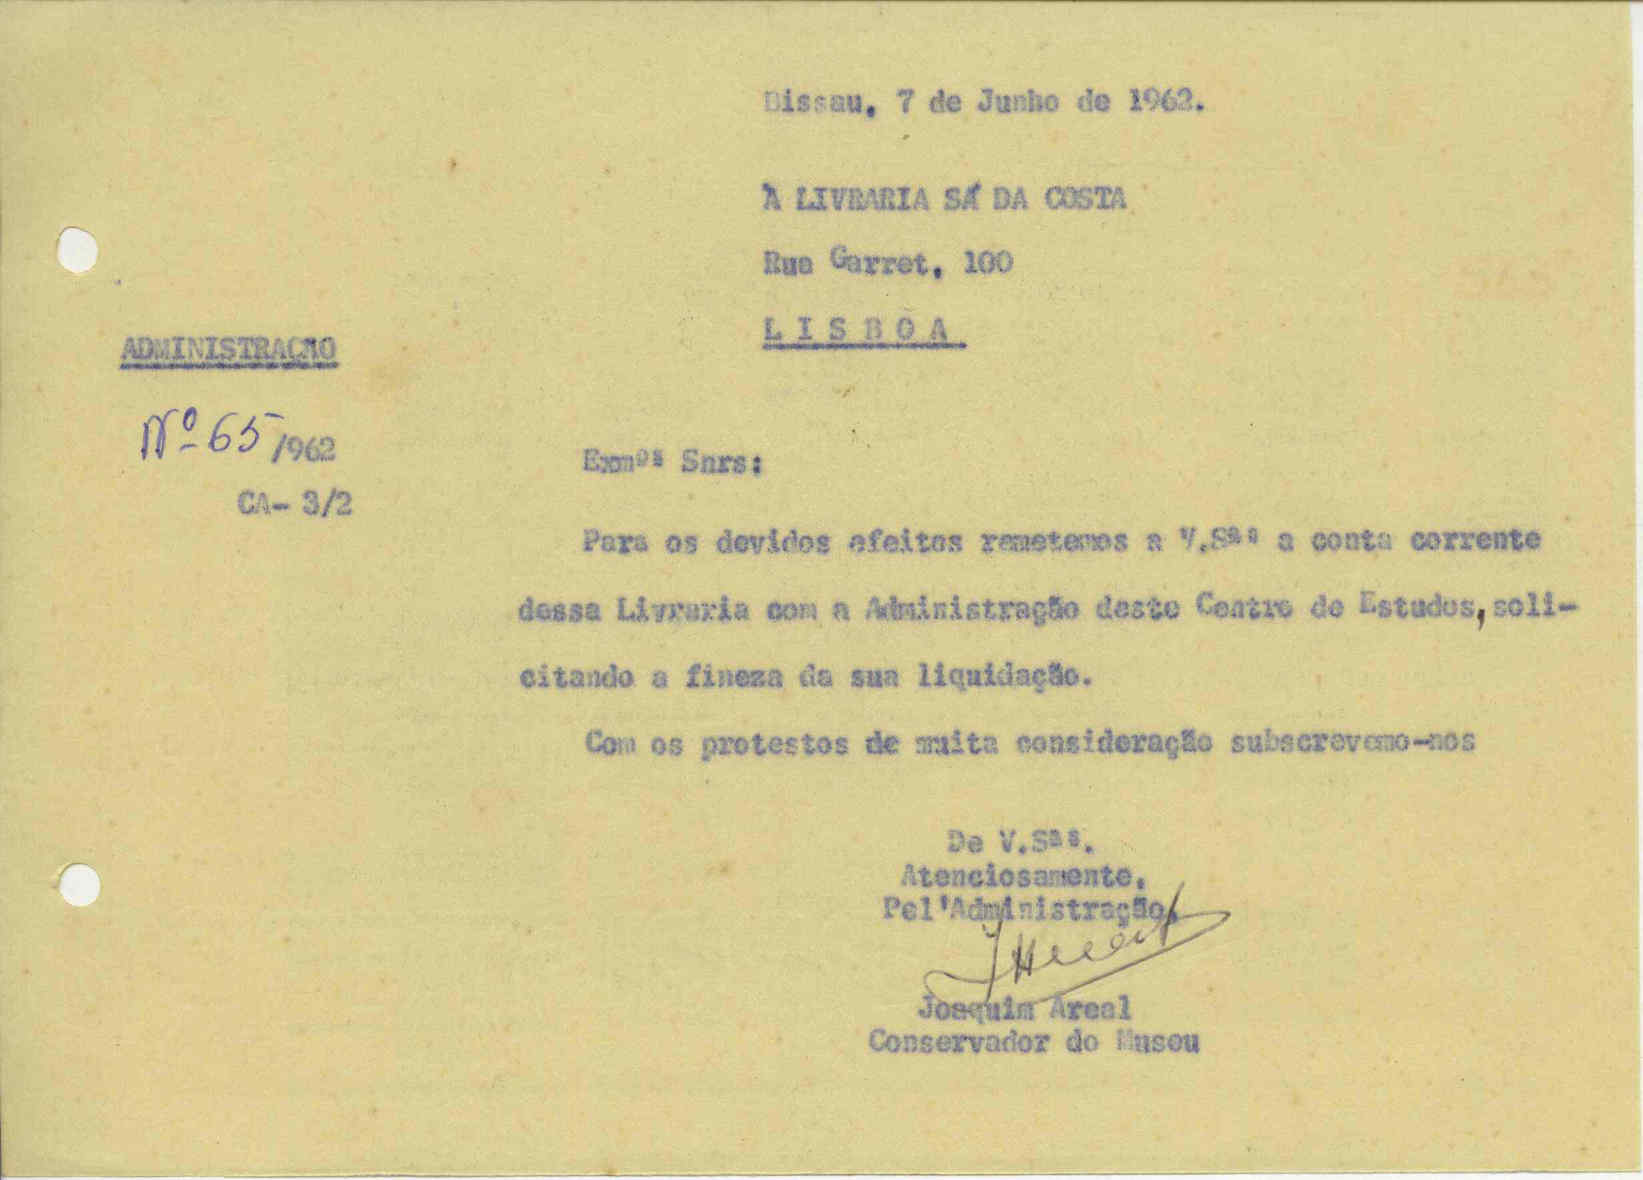 Bissau, 7 de Junho de 1962.
À LIVRARIA SÁ DA COSTA
Rua Garret, 100
LISBÔA
ADMINISTRAÇÃO
Nº 65/962
CA- 3/2
Exmºˢ Snrs:
Para os devidos efeitos remetemos a V.Sªˢ a conta corrente
dessa Livraria com a Administração deste Centro de Estudos, soli-
citando a fineza da sua liquidação.
Com os protestos de muita consideração subscrevemo-nos
De V.Sªˢ.
Atenciosamente,
Pel'Administração,
Joaquim Areal
Conservador do Museu